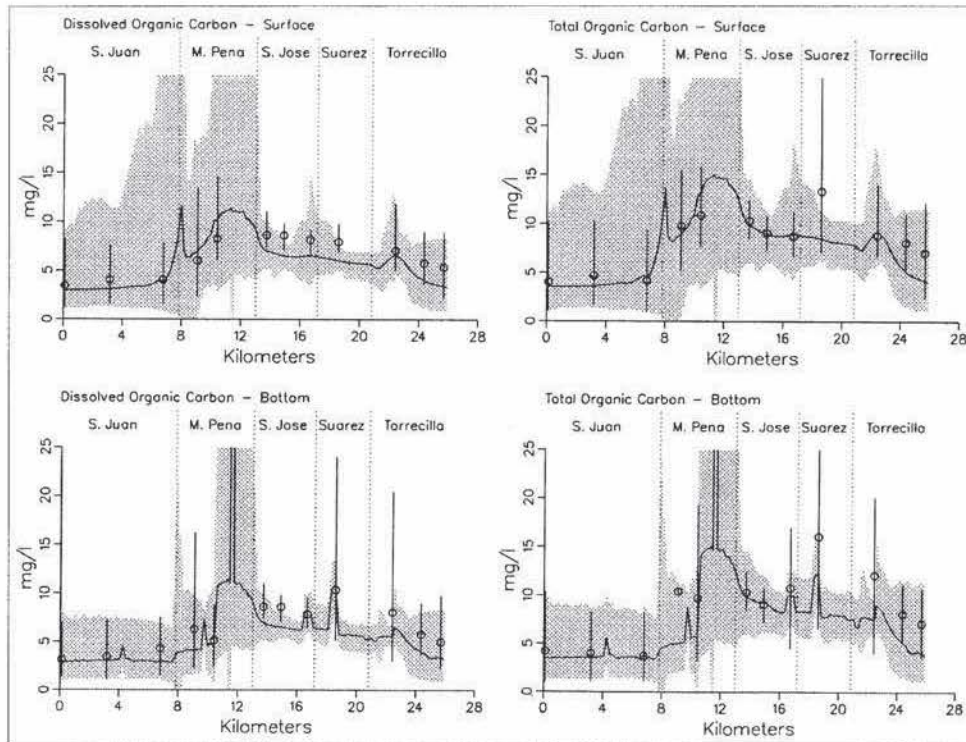 Dissolved Organic Carbon - Surface
S. Juan M. Pena S. Jose Suarez Torrecilla
25
20
15
10
5
0
mg/l
0 4 8 12 16 20 24 28
Kilometers
Total Organic Carbon - Surface
S. Juan M. Pena S. Jose Suarez Torrecilla
25
20
15
10
5
0
mg/l
0 4 8 12 16 20 24 28
Kilometers
Dissolved Organic Carbon - Bottom
S. Juan M. Pena S. Jose Suarez Torrecilla
25
20
15
10
5
0
mg/l
0 4 8 12 16 20 24 28
Kilometers
Total Organic Carbon - Bottom
S. Juan M. Pena S. Jose Suarez Torrecilla
25
20
15
10
5
0
mg/l
0 4 8 12 16 20 24 28
Kilometers